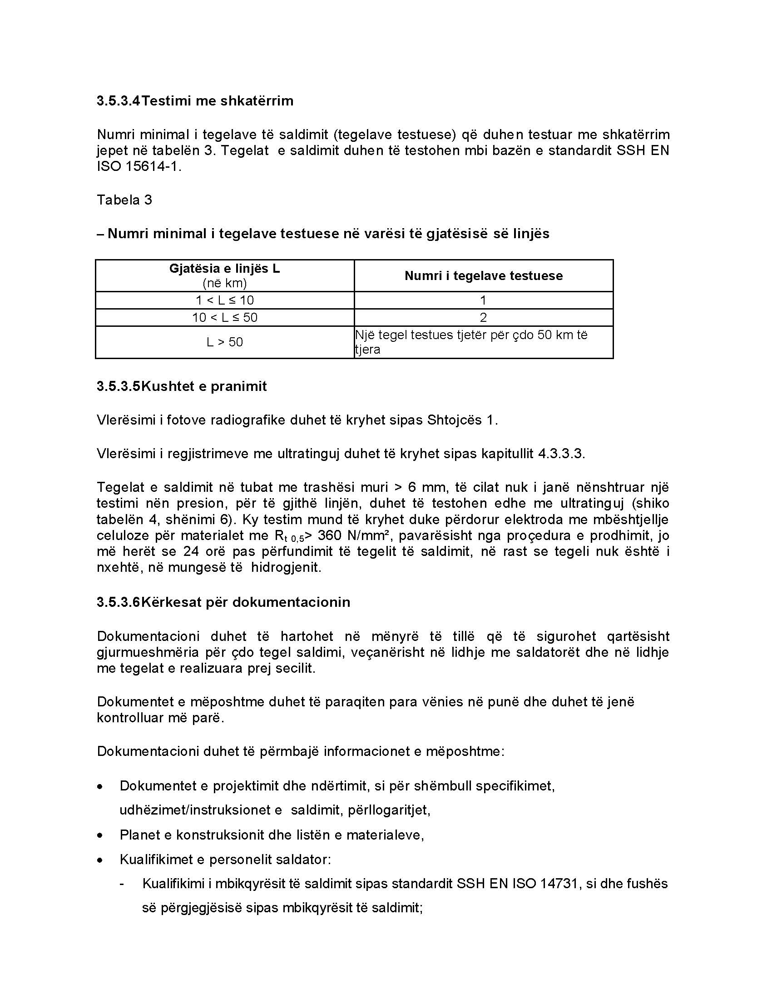 3.5.3.4Testimi me shkatërrim
Numri minimal i tegelave të saldimit (tegelave testuese) që duhen testuar me shkatërrim
jepet në tabelën 3. Tegelat e saldimit duhen të testohen mbi bazën e standardit SSH EN
ISO 15614-1.
Tabela 3
– Numri minimal i tegelave testuese në varësi të gjatësisë së linjës
Gjatësia e linjës L
(në km)
Numri i tegelave testuese
1 < L ≤ 10
1
10 < L ≤ 50
2
L > 50
Një tegel testues tjetër për çdo 50 km të
tjera
3.5.3.5Kushtet e pranimit
Vlerësimi i fotove radiografike duhet të kryhet sipas Shtojcës 1.
Vlerësimi i regjistrimeve me ultratinguj duhet të kryhet sipas kapitullit 4.3.3.3.
Tegelat e saldimit në tubat me trashësi muri > 6 mm, të cilat nuk i janë nënshtruar një
testimi nën presion, për të gjithë linjën, duhet të testohen edhe me ultratinguj (shiko
tabelën 4, shënimi 6). Ky testim mund të kryhet duke përdorur elektroda me mbështjellje
celuloze për materialet me Rt 0,5> 360 N/mm², pavarësisht nga proçedura e prodhimit, jo
më herët se 24 orë pas përfundimit të tegelit të saldimit, në rast se tegeli nuk është i
nxehtë, në mungesë të hidrogjenit.
3.5.3.6Kërkesat për dokumentacionin
Dokumentacioni duhet të hartohet në mënyrë të tillë që të sigurohet qartësisht
gjurmueshmëria për çdo tegel saldimi, veçanërisht në lidhje me saldatorët dhe në lidhje
me tegelat e realizuara prej secilit.
Dokumentet e mëposhtme duhet të paraqiten para vënies në punë dhe duhet të jenë
kontrolluar më parë.
Dokumentacioni duhet të përmbajë informacionet e mëposhtme:
• Dokumentet e projektimit dhe ndërtimit, si për shëmbull specifikimet,
udhëzimet/instruksionet e saldimit, përllogaritjet,
• Planet e konstruksionit dhe listën e materialeve,
• Kualifikimet e personelit saldator:
- Kualifikimi i mbikqyrësit të saldimit sipas standardit SSH EN ISO 14731, si dhe fushës
së përgjegjësisë sipas mbikqyrësit të saldimit;